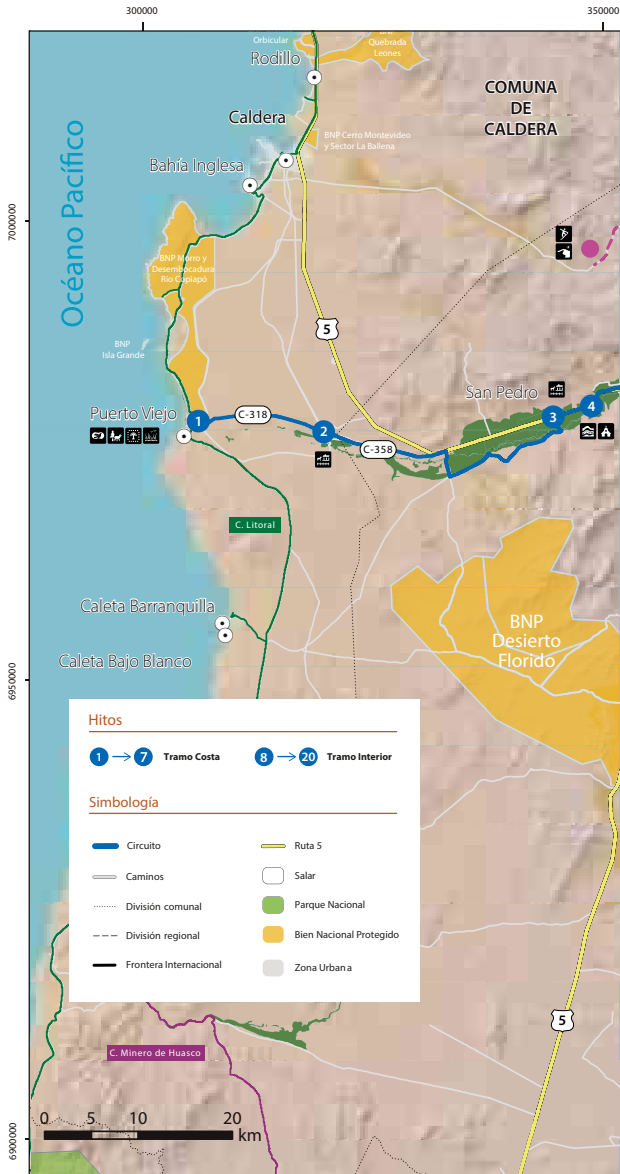 300000
350000
Orbicular
BNP
Quebrada
Leones
Rodillo
COMUNA
DE
CALDERA
Caldera
BNP Cerro Montevideo
y Sector La Ballena
Bahía Inglesa
Océano Pacífico
7000000
BNP Morro y
Desembocadura
Río Copiapó
BNP
Isla Grande
5
San Pedro
Puerto Viejo
1
C-318
2
C-358
3
4
C. Litoral
Caleta Barranquilla
Caleta Bajo Blanco
BNP
Desierto
Florido
6950000
Hitos
1 → 7 Tramo Costa
8 → 20 Tramo Interior
Simbología
Circuito
Caminos
División comunal
División regional
Frontera Internacional
Ruta 5
Salar
Parque Nacional
Bien Nacional Protegido
Zona Urbana
5
C. Minero de Huasco
0 5 10 20
km
6900000